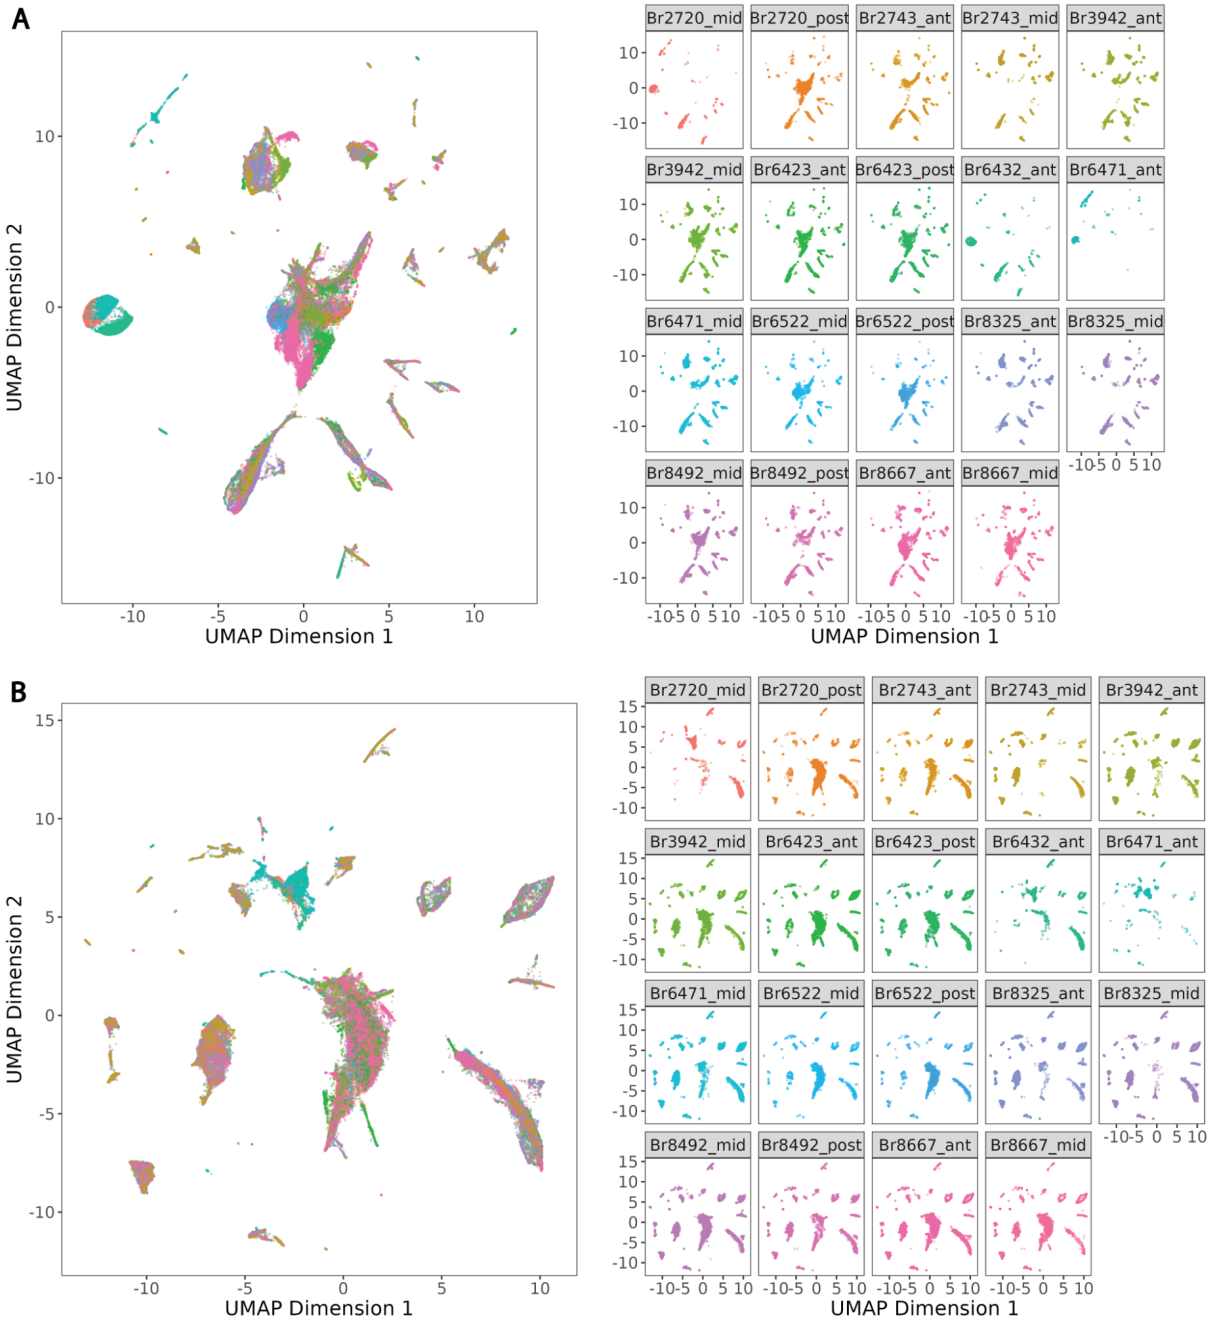 A
Br2720_mid Br2720_post Br2743_ant Br2743_mid Br3942_ant
10
0
-10
Br3942_mid Br6423_ant Br6423_post Br6432_ant Br6471_ant
10
0
-10
Br6471_mid Br6522_mid Br6522_post Br8325_ant Br8325_mid
10
0
-10
-10-5 0 5 10
Br8492_mid Br8492_post Br8667_ant Br8667_mid
10
0
-10
-10-5 0 5 10 -10-5 0 5 10 -10-5 0 5 10 -10-5 0 5 10
UMAP Dimension 1
UMAP Dimension 2
10
5
0
-5
-10
-10 -5 0 5 10
UMAP Dimension 1
B
Br2720_mid Br2720_post Br2743_ant Br2743_mid Br3942_ant
15
10
5
0
-5
-10
Br3942_mid Br6423_ant Br6423_post Br6432_ant Br6471_ant
15
10
5
0
-5
-10
Br6471_mid Br6522_mid Br6522_post Br8325_ant Br8325_mid
15
10
5
0
-5
-10
-10-5 0 5 10
Br8492_mid Br8492_post Br8667_ant Br8667_mid
15
10
5
0
-5
-10
-10-5 0 5 10 -10-5 0 5 10 -10-5 0 5 10 -10-5 0 5 10
UMAP Dimension 1
UMAP Dimension 2
15
10
5
0
-5
-10
-10 -5 0 5 10
UMAP Dimension 1